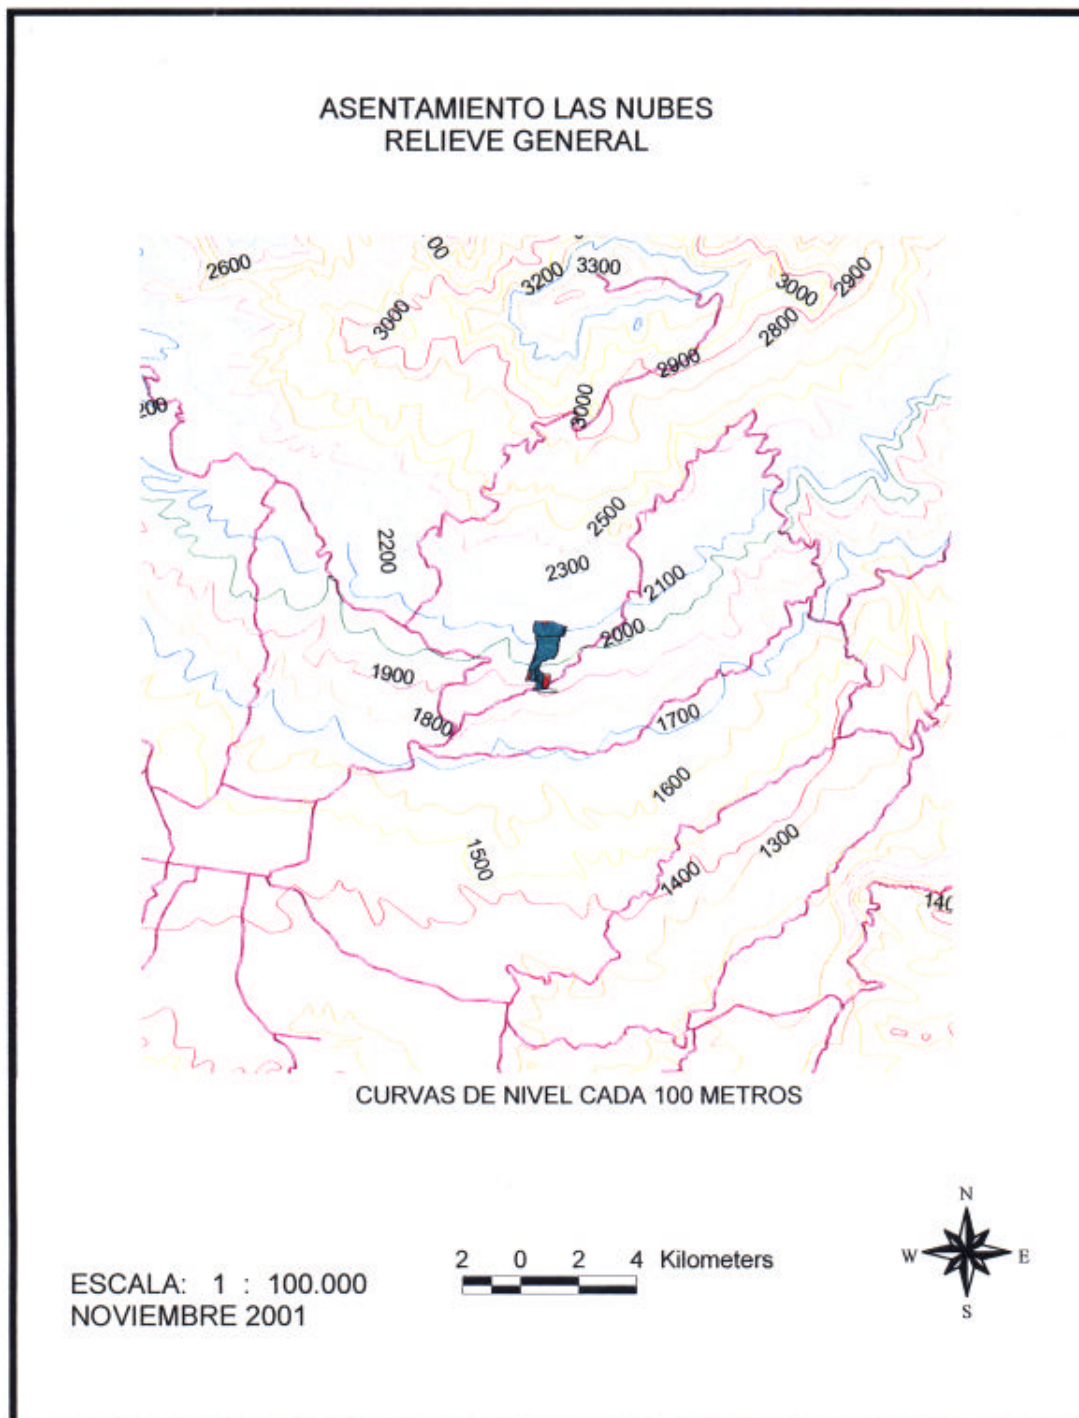 ASENTAMIENTO LAS NUBES
RELIEVE GENERAL
2600
3200
3300
3000
2900
3000
2800
2900
3000
2500
2200
2300
2100
2000
1900
1800
1700
1600
1500
1300
1400
CURVAS DE NIVEL CADA 100 METROS
N
W E
S
2 0 2 4 Kilometers
ESCALA: 1 : 100.000
NOVIEMBRE 2001